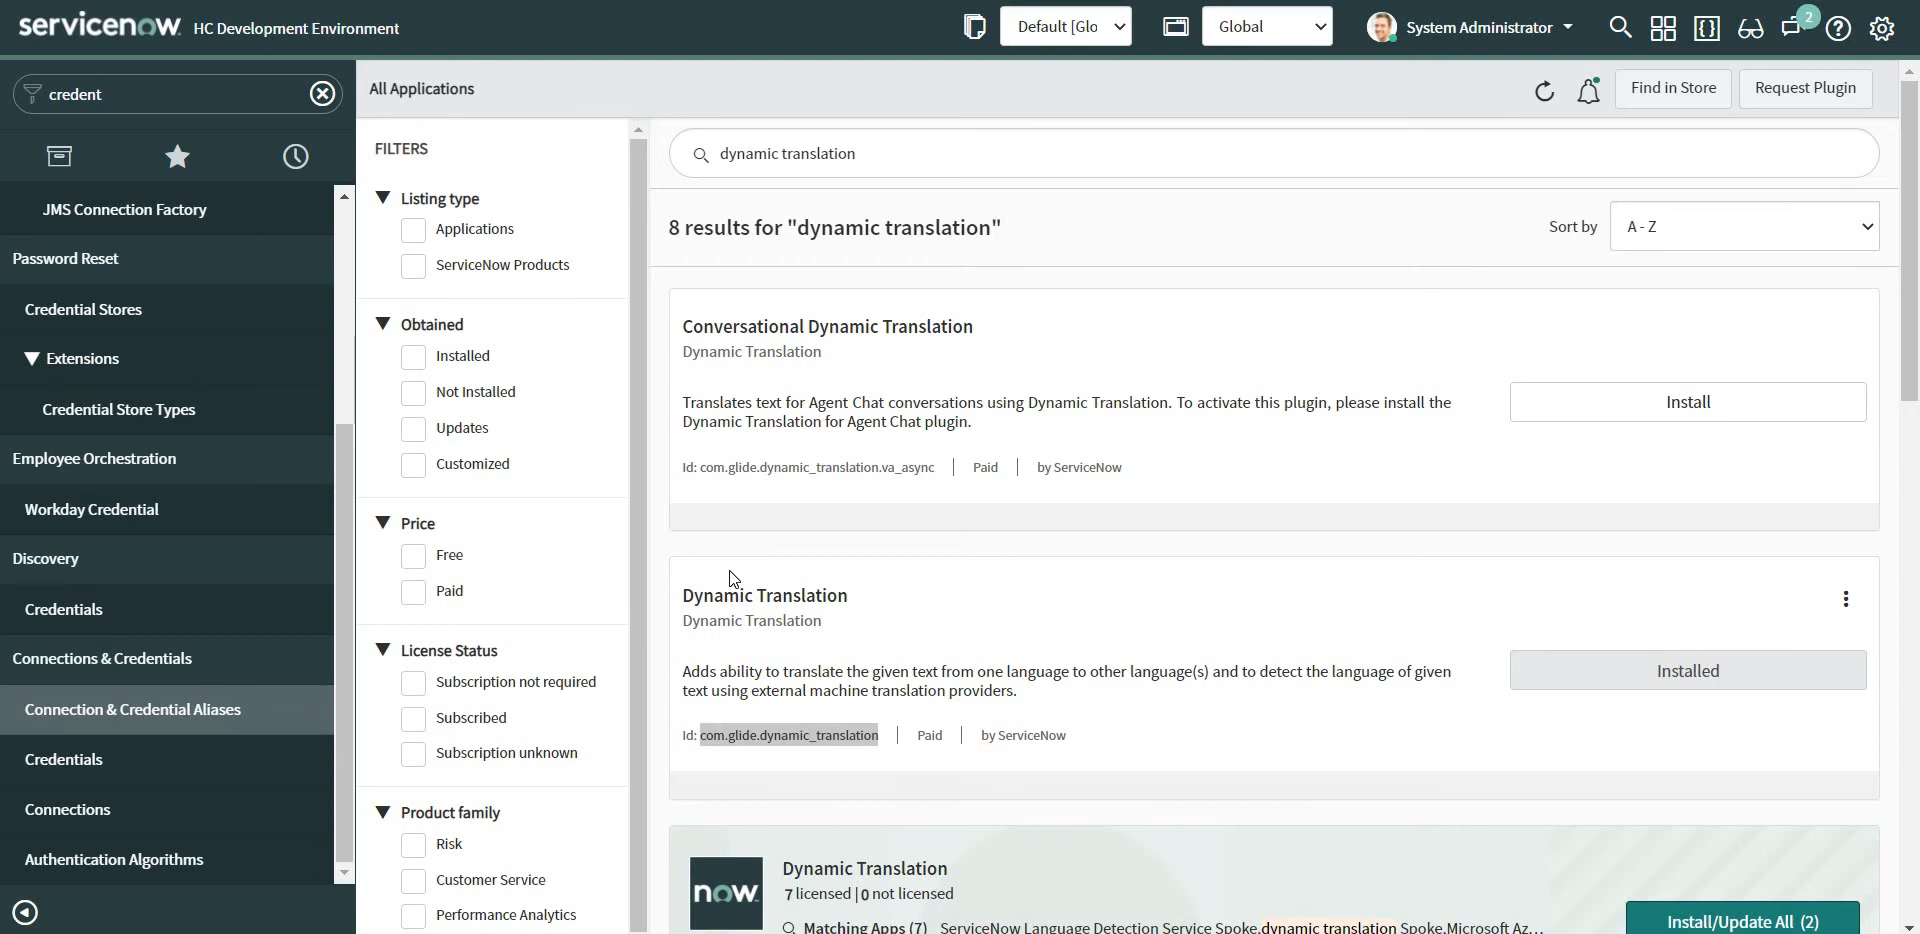 servicenow. HC Development Environment
Default [Glo
Global
System Administrator
2
credent
JMS Connection Factory
Password Reset
Credential Stores
Extensions
Credential Store Types
Employee Orchestration
Workday Credential
Discovery
Credentials
Connections & Credentials
Connection & Credential Aliases
Credentials
Connections
Authentication Algorithms
All Applications
Find in Store
Request Plugin
FILTERS
Listing type
Applications
ServiceNow Products
Obtained
Installed
Not Installed
Updates
Customized
Price
Free
Paid
License Status
Subscription not required
Subscribed
Subscription unknown
Product family
Risk
Customer Service
Performance Analytics
dynamic translation
8 results for "dynamic translation"
Sort by
A - Z
Conversational Dynamic Translation
Dynamic Translation
Translates text for Agent Chat conversations using Dynamic Translation. To activate this plugin, please install the
Dynamic Translation for Agent Chat plugin.
Install
Id: com.glide.dynamic_translation.va_async | Paid | by ServiceNow
Dynamic Translation
Dynamic Translation
Adds ability to translate the given text from one language to other language(s) and to detect the language of given
text using external machine translation providers.
Installed
Id: com.glide.dynamic_translation | Paid | by ServiceNow
now.
Dynamic Translation
7 licensed | 0 not licensed
Matching Apps (7) ServiceNow Language Detection Service Spoke,dynamic translation Spoke,Microsoft Az...
Install/Update All (2)